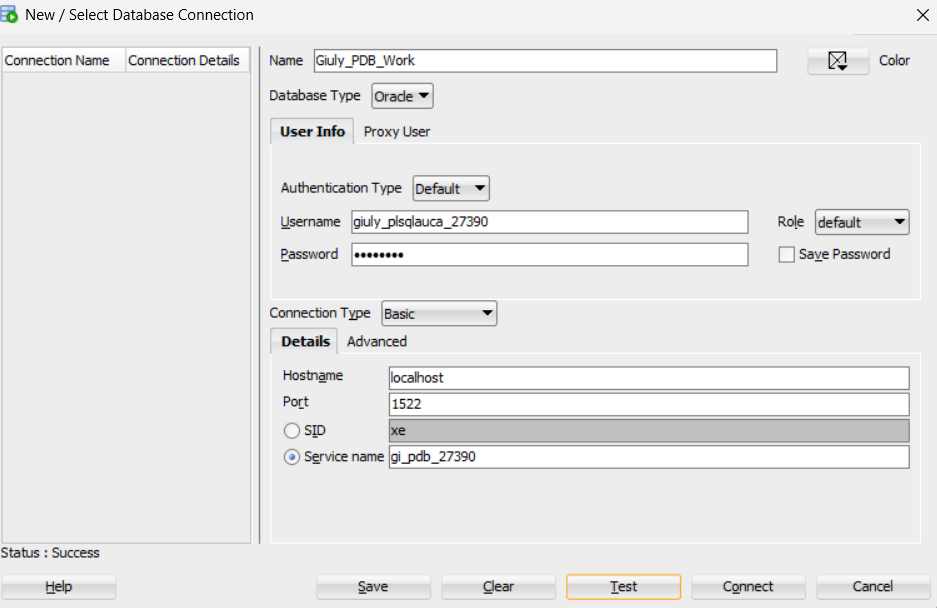 New / Select Database Connection
Connection Name Connection Details
Name Giuly_PDB_Work Color
Database Type Oracle
User Info Proxy User
Authentication Type Default
Username giuly_plsqlauca_27390 Role default
Password •••••••• Save Password
Connection Type Basic
Details Advanced
Hostname localhost
Port 1522
SID xe
Service name gi_pdb_27390
Status : Success
Help Save Clear Test Connect Cancel